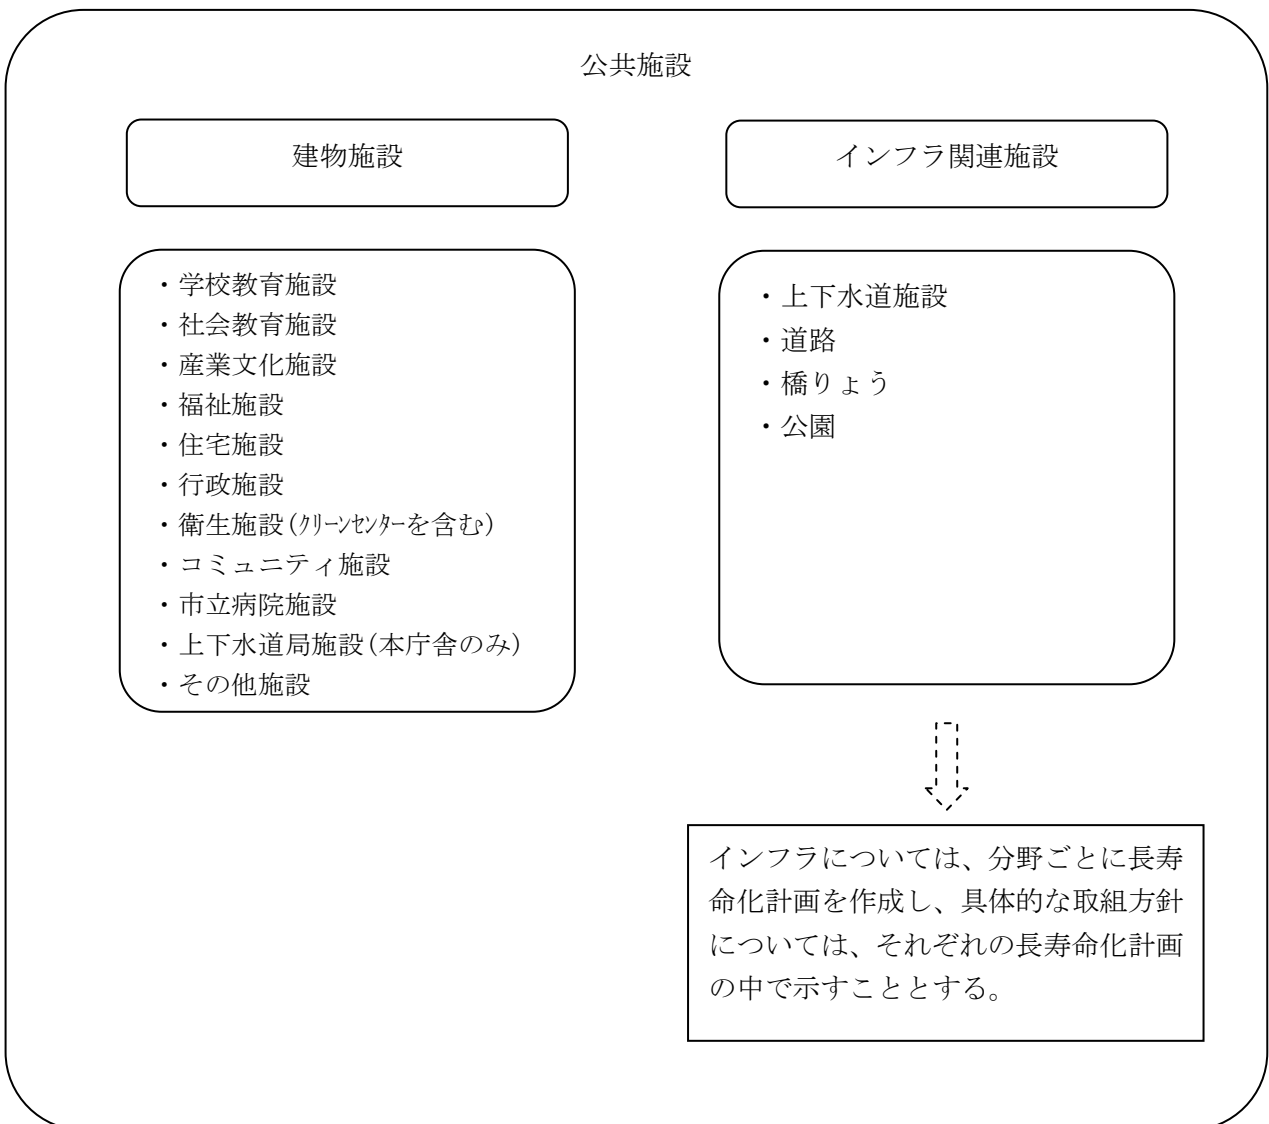 公共施設
建物施設
・学校教育施設
・社会教育施設
・産業文化施設
・福祉施設
・住宅施設
・行政施設
・衛生施設(ｸﾘｰﾝｾﾝﾀｰを含む)
・コミュニティ施設
・市立病院施設
・上下水道局施設(本庁舎のみ)
・その他施設
インフラ関連施設
・上下水道施設
・道路
・橋りょう
・公園
インフラについては、分野ごとに長寿
命化計画を作成し、具体的な取組方針
については、それぞれの長寿命化計画
の中で示すこととする。